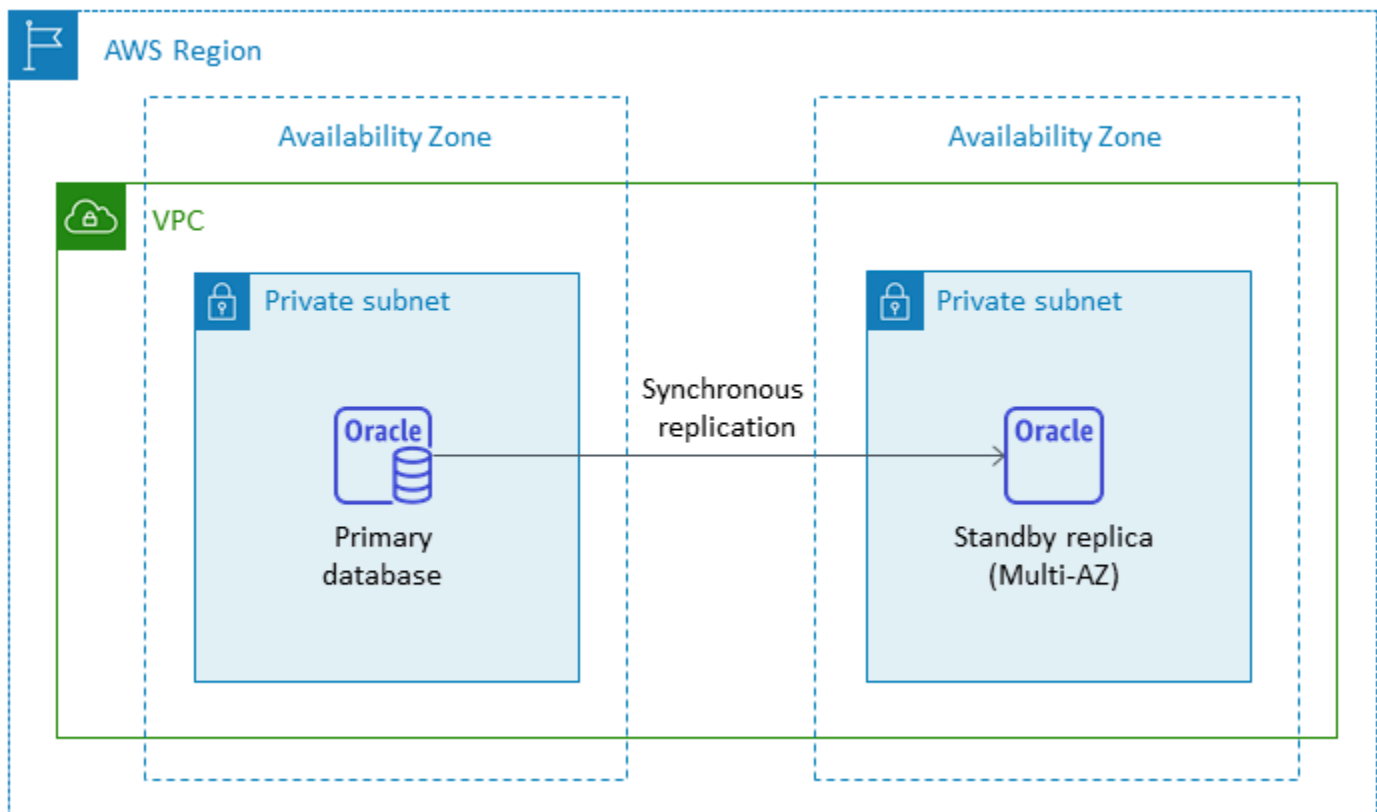 AWS Region
Availability Zone
Availability Zone
VPC
Private subnet
Private subnet
Synchronous
replication
Oracle
Oracle
Primary
database
Standby replica
(Multi-AZ)